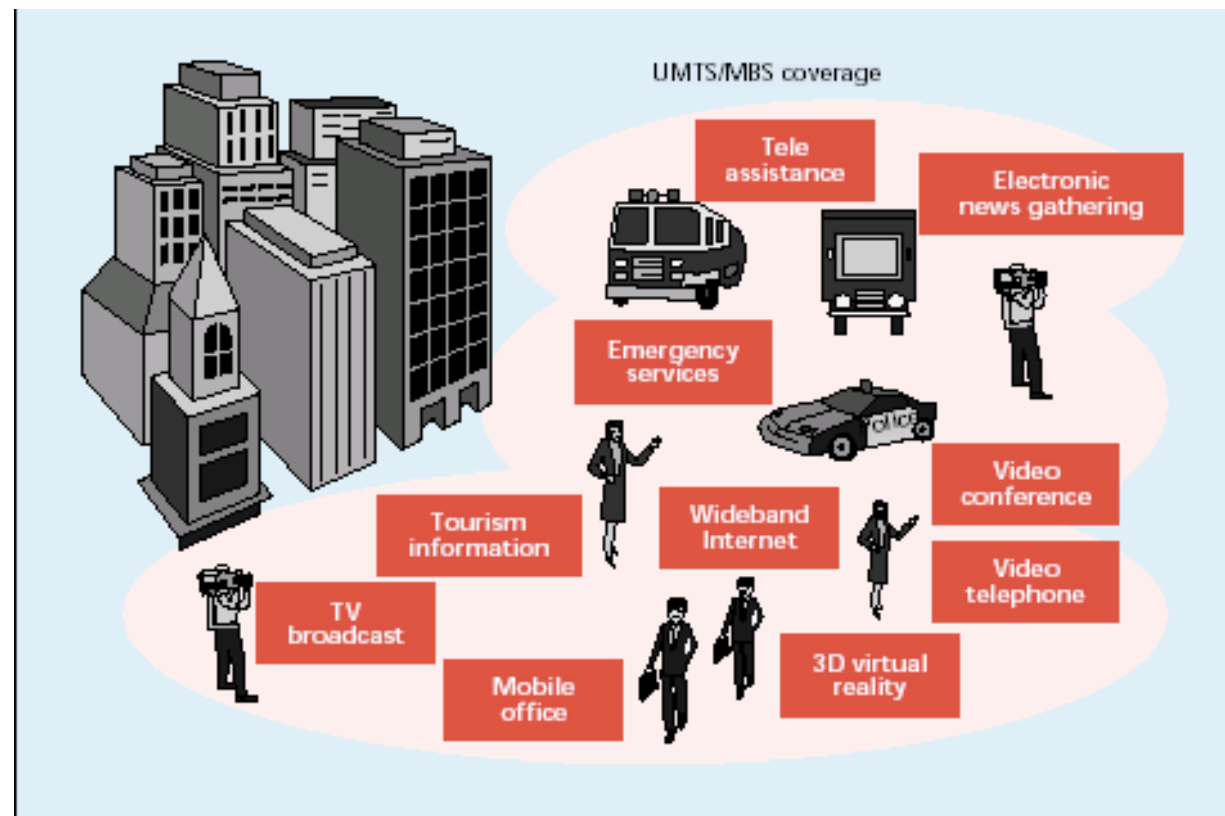 UMTS/MBS coverage
Tele
assistance
Electronic
news gathering
Emergency
services
Police
Video
conference
Tourism
information
Wideband
Internet
Video
telephone
TV
broadcast
3D virtual
reality
Mobile
office